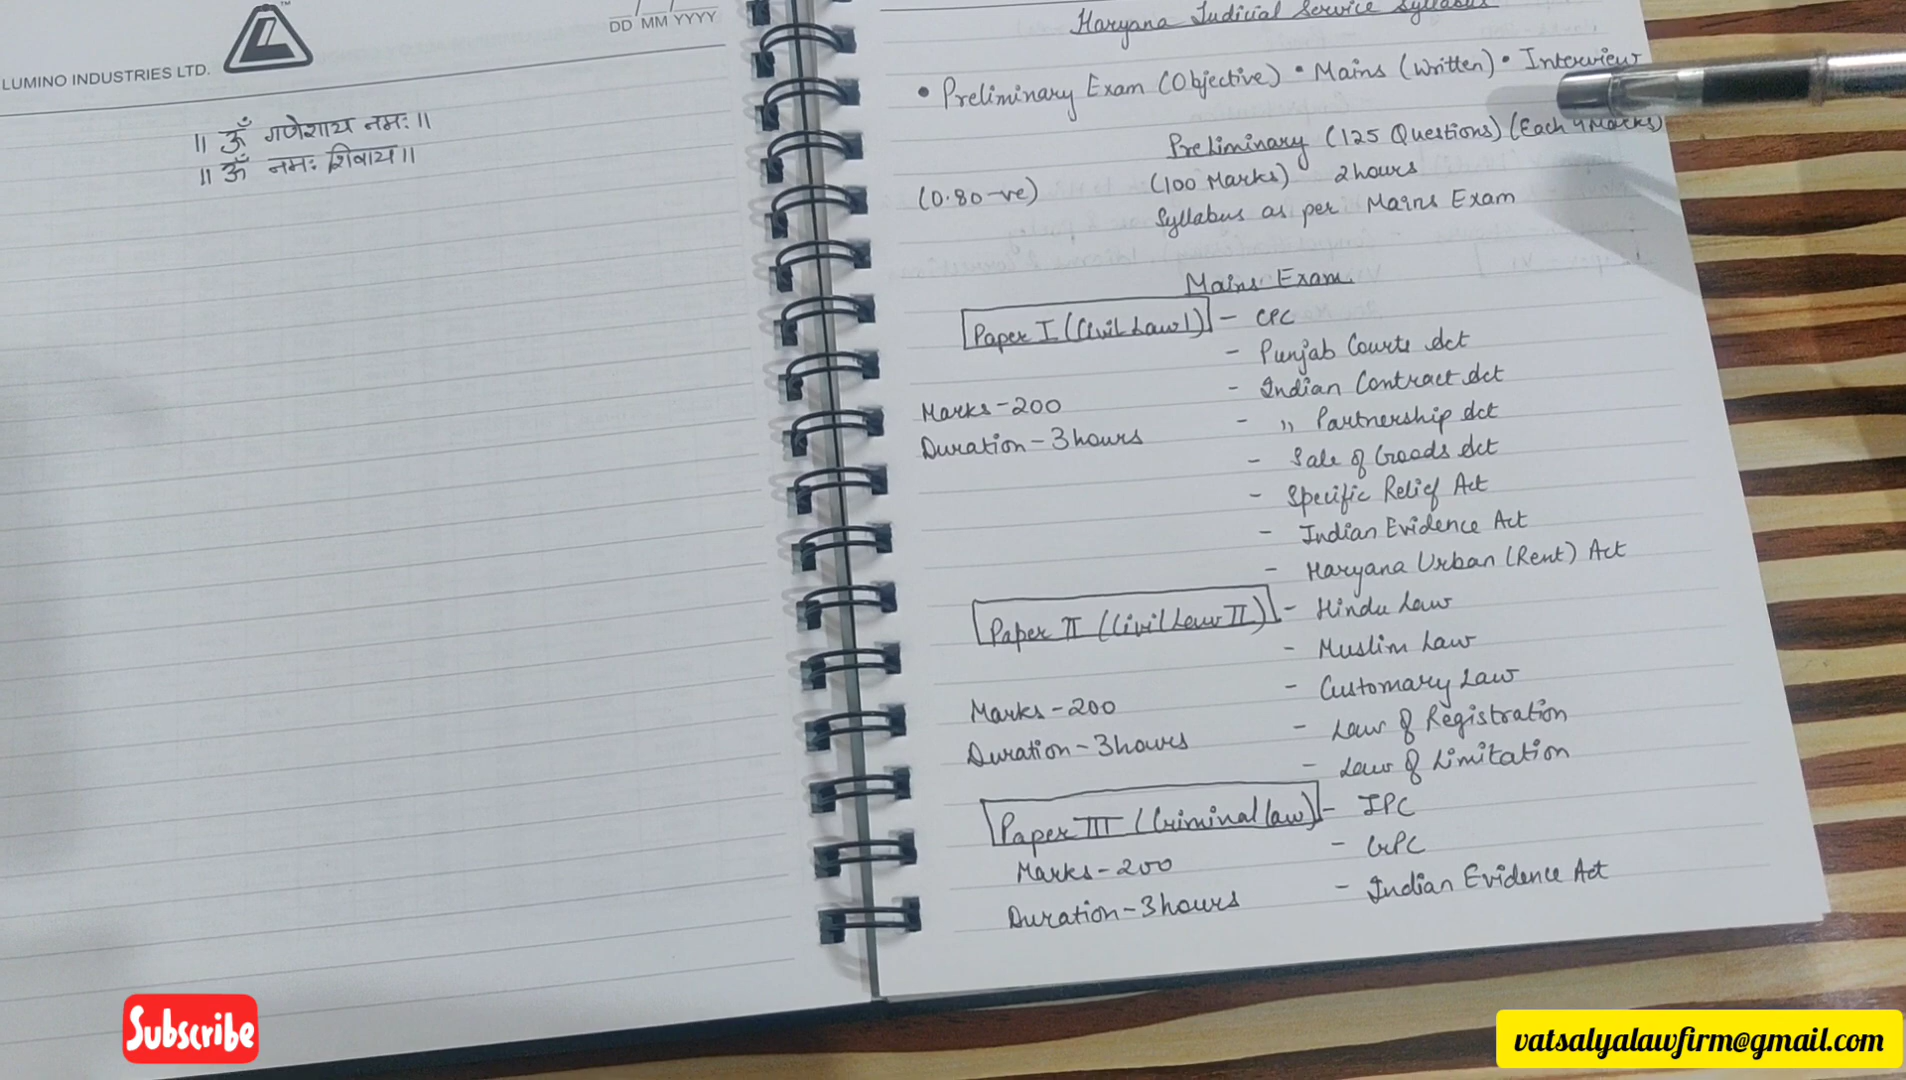 LUMINO INDUSTRIES LTD.
DD MM YYYY
॥ ॐ गणेशाय नमः॥
॥ ॐ नमः शिवाय॥
Haryana Judicial Service Syllabus
• Preliminary Exam (Objective) • Mains (Written) • Interview
Preliminary (125 Questions) (Each 4 Marks)
(0.80-ve) (100 Marks) 2 hours
Syllabus as per Mains Exam
Mains Exam
Paper I (Civil Law I) - CPC
- Punjab Courts Act
- Indian Contract Act
Marks - 200
- ,, Partnership Act
Duration - 3 hours
- Sale of Goods Act
- Specific Relief Act
- Indian Evidence Act
- Haryana Urban (Rent) Act
Paper II (Civil Law II) - Hindu Law
- Muslim Law
- Customary Law
Marks - 200
- Law of Registration
Duration - 3 hours
- Law of Limitation
Paper III (Criminal Law) - IPC
- CrPC
Marks - 200
- Indian Evidence Act
Duration - 3 hours
Subscribe
vatsalyalawfirm@gmail.com